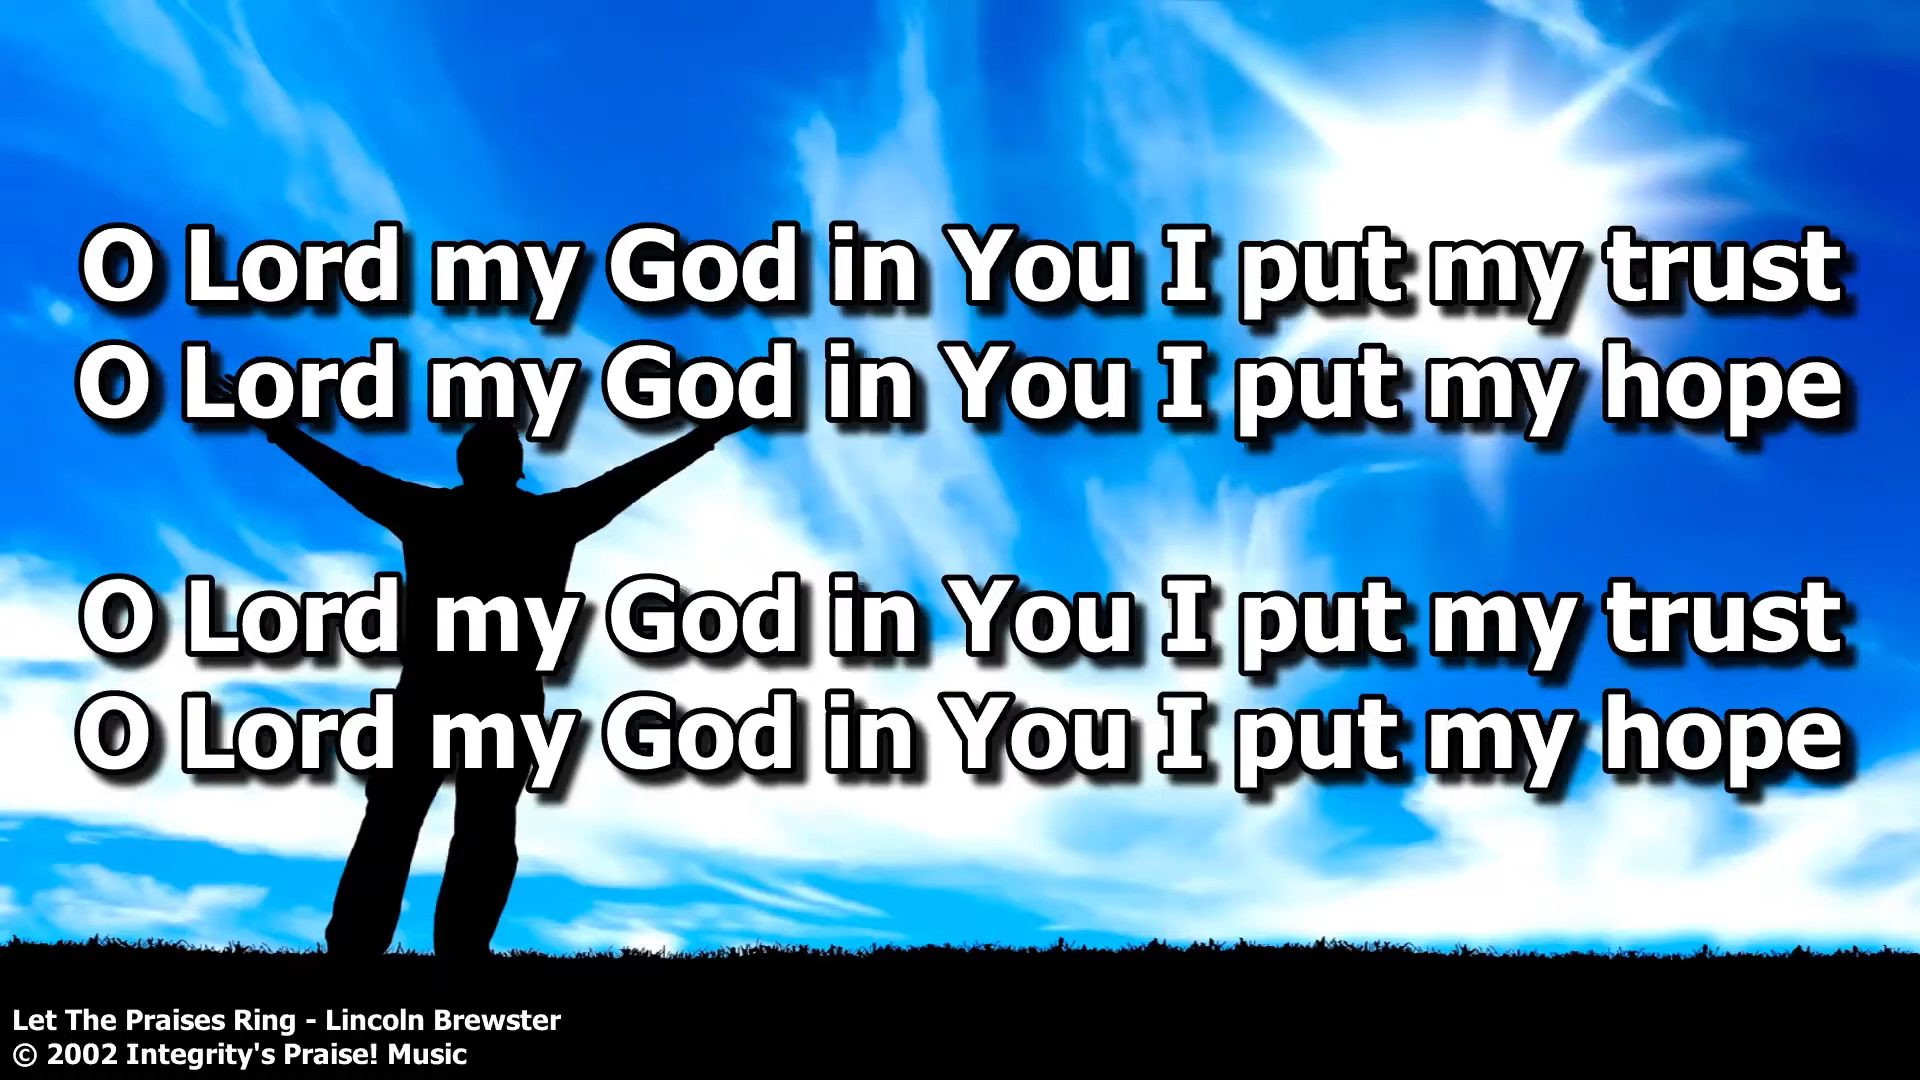 O Lord my God in You I put my trust
O Lord my God in You I put my hope
O Lord my God in You I put my trust
O Lord my God in You I put my hope
Let The Praises Ring - Lincoln Brewster
© 2002 Integrity's Praise! Music